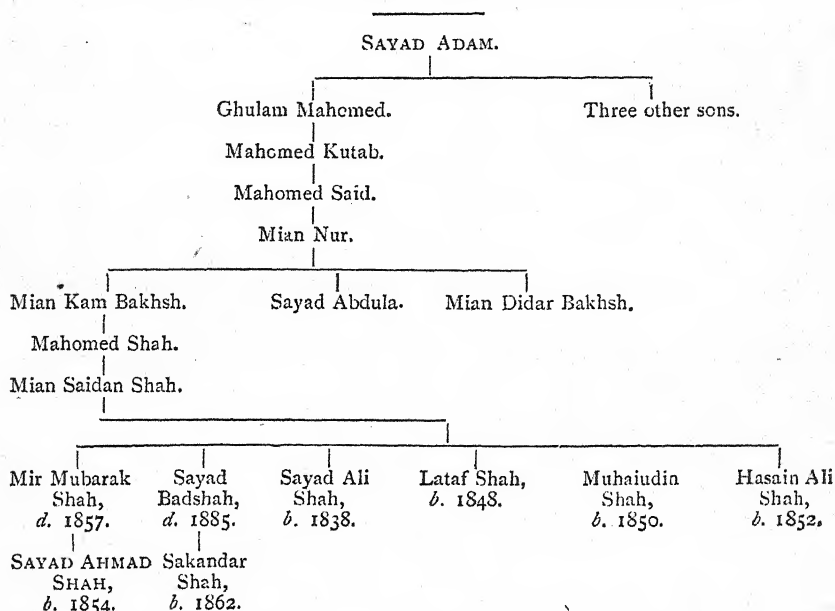 SAYAD ADAM.
Ghulam Mahomed. Three other sons.
Mahomed Kutab.
Mahomed Said.
Mian Nur.
Mian Kam Bakhsh. Sayad Abdula. Mian Didar Bakhsh.
Mahomed Shah.
Mian Saidan Shah.
Mir Mubarak Sayad Sayad Ali Lataf Shah, Muhaiudin Hasain Ali
Shah, Badshah, Shah, b. 1848. Shah, Shah,
d. 1857. d. 1885. b. 1838. b. 1850. b. 1852.
SAYAD AHMAD Sakandar
SHAH, Shah,
b. 1854. b. 1862.